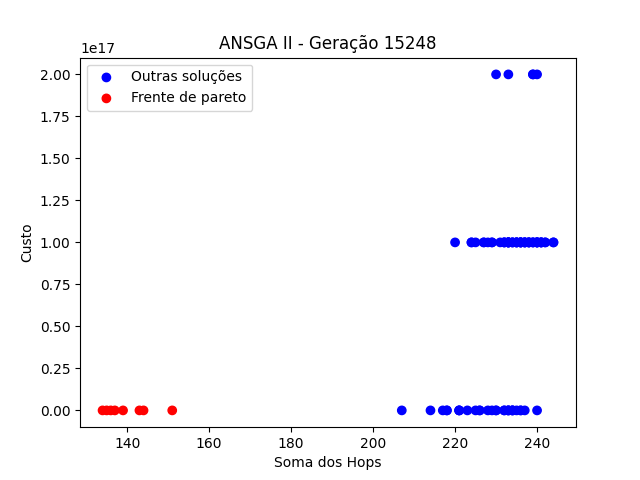 ANSGA II - Geração 15248
1e17
2.00
1.75
1.50
1.25
1.00
0.75
0.50
0.25
0.00
Custo
Outras soluções
Frente de pareto
140 160 180 200 220 240
Soma dos Hops